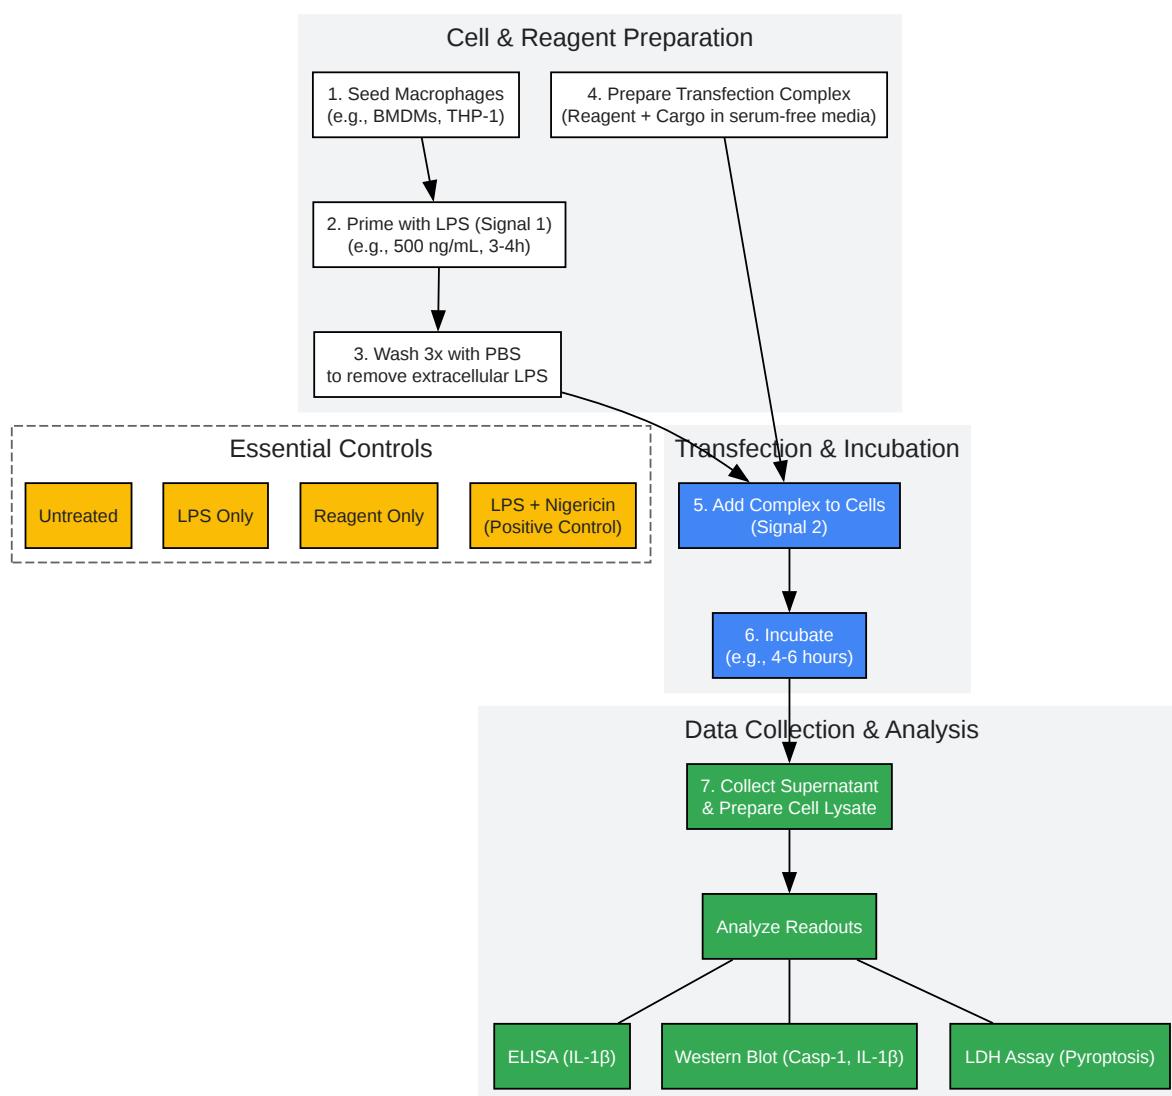 Cell & Reagent Preparation
1. Seed Macrophages
(e.g., BMDMs, THP-1)
4. Prepare Transfection Complex
(Reagent + Cargo in serum-free media)
2. Prime with LPS (Signal 1)
(e.g., 500 ng/mL, 3-4h)
3. Wash 3x with PBS
to remove extracellular LPS
Essential Controls
Untreated
LPS Only
Reagent Only
LPS + Nigericin
(Positive Control)
Transfection & Incubation
5. Add Complex to Cells
(Signal 2)
6. Incubate
(e.g., 4-6 hours)
Data Collection & Analysis
7. Collect Supernatant
& Prepare Cell Lysate
Analyze Readouts
ELISA (IL-1β)
Western Blot (Casp-1, IL-1β)
LDH Assay (Pyroptosis)